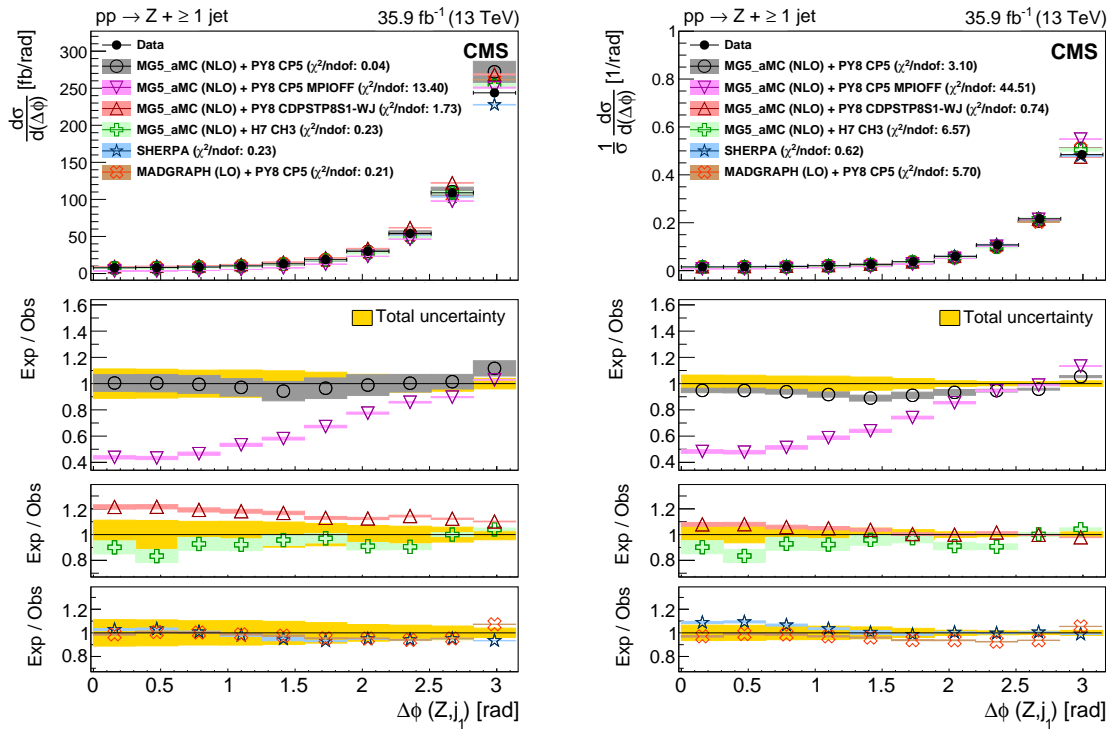 pp → Z + ≥ 1 jet
35.9 fb⁻¹ (13 TeV)
CMS
dσ/d(Δϕ) [fb/rad]
300
250
200
150
100
50
0
Data
MG5_aMC (NLO) + PY8 CP5 (χ²/ndof: 0.04)
MG5_aMC (NLO) + PY8 CP5 MPIOFF (χ²/ndof: 13.40)
MG5_aMC (NLO) + PY8 CDPSTP8S1-WJ (χ²/ndof: 1.73)
MG5_aMC (NLO) + H7 CH3 (χ²/ndof: 0.23)
SHERPA (χ²/ndof: 0.23)
MADGRAPH (LO) + PY8 CP5 (χ²/ndof: 0.21)
Exp / Obs
1.6
1.4
1.2
1
0.8
0.6
0.4
Total uncertainty
Exp / Obs
1.2
1
0.8
Exp / Obs
1.2
1
0.8
0 0.5 1 1.5 2 2.5 3
Δϕ (Z,j₁) [rad]
pp → Z + ≥ 1 jet
35.9 fb⁻¹ (13 TeV)
CMS
1/σ dσ/d(Δϕ) [1/rad]
1
0.8
0.6
0.4
0.2
0
Data
MG5_aMC (NLO) + PY8 CP5 (χ²/ndof: 3.10)
MG5_aMC (NLO) + PY8 CP5 MPIOFF (χ²/ndof: 44.51)
MG5_aMC (NLO) + PY8 CDPSTP8S1-WJ (χ²/ndof: 0.74)
MG5_aMC (NLO) + H7 CH3 (χ²/ndof: 6.57)
SHERPA (χ²/ndof: 0.62)
MADGRAPH (LO) + PY8 CP5 (χ²/ndof: 5.70)
Exp / Obs
1.6
1.4
1.2
1
0.8
0.6
0.4
Total uncertainty
Exp / Obs
1.2
1
0.8
Exp / Obs
1.2
1
0.8
0 0.5 1 1.5 2 2.5 3
Δϕ (Z,j₁) [rad]